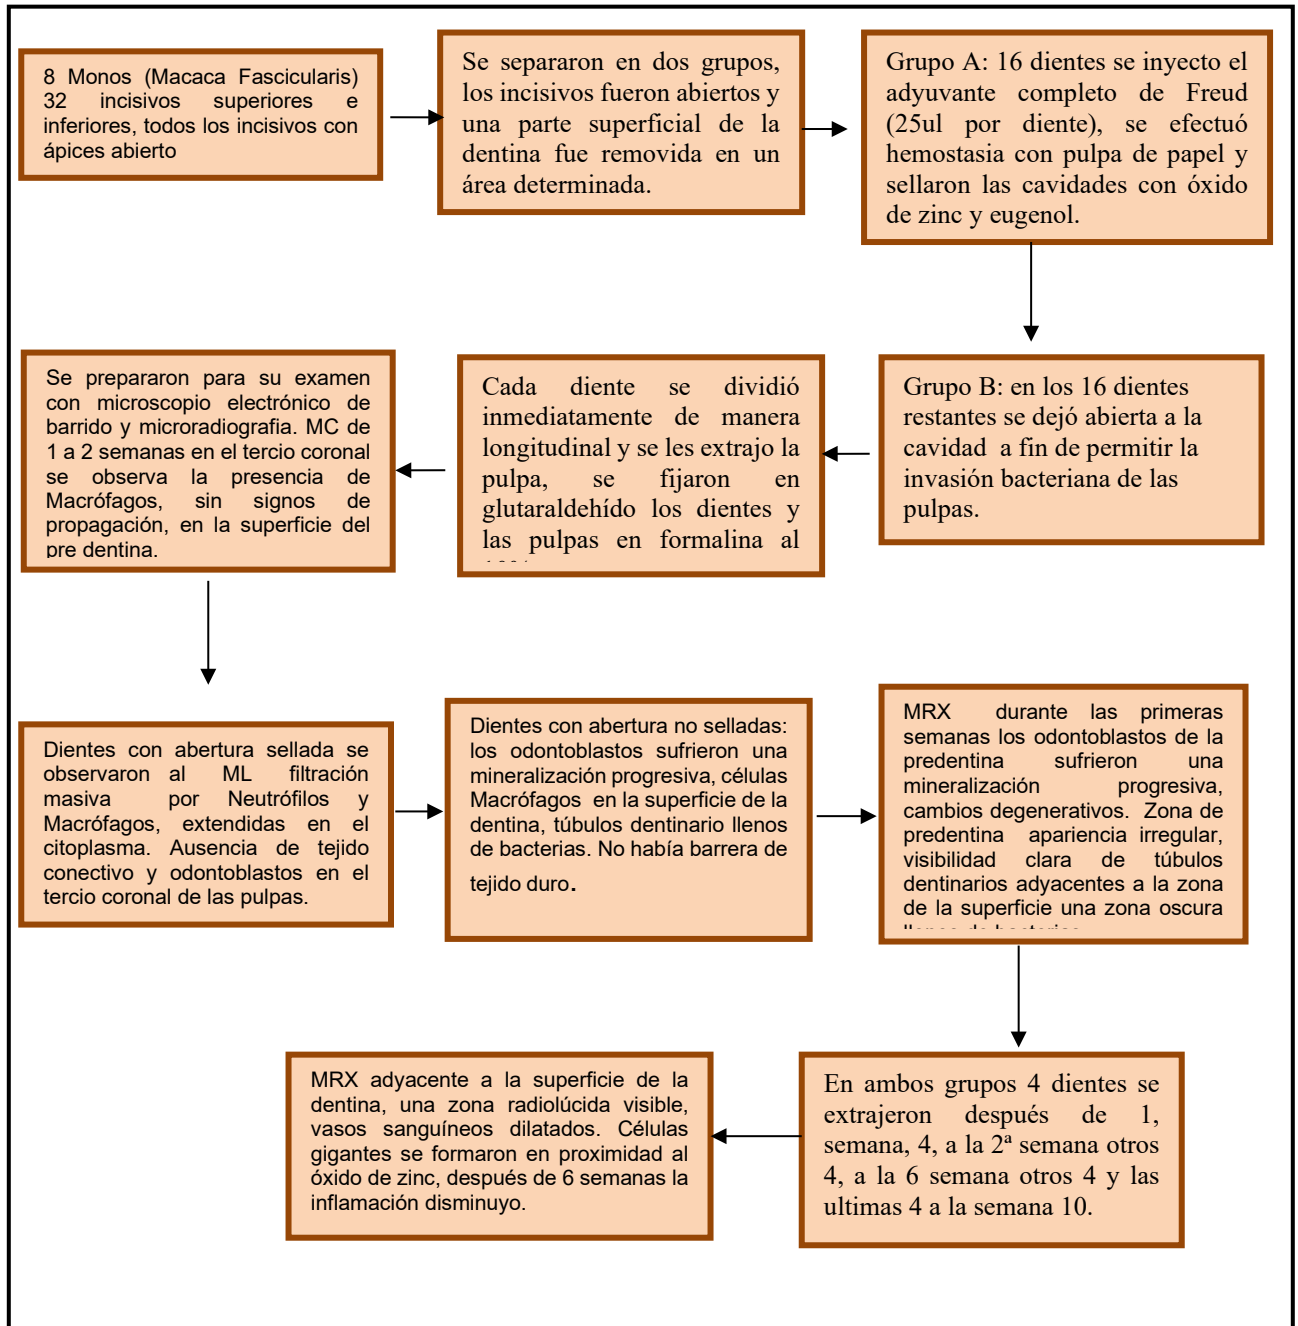 8 Monos (Macaca Fascicularis)
32 incisivos superiores e
inferiores, todos los incisivos con
ápices abierto
Se separaron en dos grupos,
los incisivos fueron abiertos y
una parte superficial de la
dentina fue removida en un
área determinada.
Grupo A: 16 dientes se inyecto el
adyuvante completo de Freud
(25ul por diente), se efectuó
hemostasia con pulpa de papel y
sellaron las cavidades con óxido
de zinc y eugenol.
Grupo B: en los 16 dientes
restantes se dejó abierta a la
cavidad a fin de permitir la
invasión bacteriana de las
pulpas.
Cada diente se dividió
inmediatamente de manera
longitudinal y se les extrajo la
pulpa, se fijaron en
glutaraldehído los dientes y
las pulpas en formalina al
Se prepararon para su examen
con microscopio electrónico de
barrido y microradiografia. MC de
1 a 2 semanas en el tercio coronal
se observa la presencia de
Macrófagos, sin signos de
propagación, en la superficie del
pre dentina.
Dientes con abertura sellada se
observaron al ML filtración
masiva por Neutrófilos y
Macrófagos, extendidas en el
citoplasma. Ausencia de tejido
conectivo y odontoblastos en el
tercio coronal de las pulpas.
Dientes con abertura no selladas:
los odontoblastos sufrieron una
mineralización progresiva, células
Macrófagos en la superficie de la
dentina, túbulos dentinario llenos
de bacterias. No había barrera de
tejido duro.
MRX durante las primeras
semanas los odontoblastos de la
predentina sufrieron una
mineralización progresiva,
cambios degenerativos. Zona de
predentina apariencia irregular,
visibilidad clara de túbulos
dentinarios adyacentes a la zona
de la superficie una zona oscura
En ambos grupos 4 dientes se
extrajeron después de 1,
semana, 4, a la 2ª semana otros
4, a la 6 semana otros 4 y las
ultimas 4 a la semana 10.
MRX adyacente a la superficie de la
dentina, una zona radiolúcida visible,
vasos sanguíneos dilatados. Células
gigantes se formaron en proximidad al
óxido de zinc, después de 6 semanas la
inflamación disminuyo.